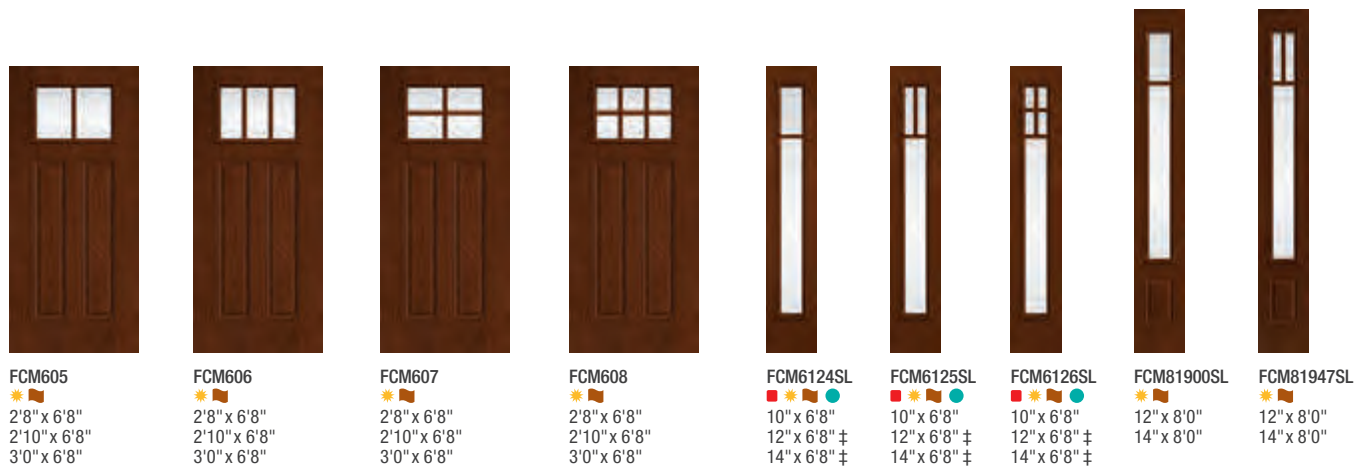 FCM605
2'8" x 6'8"
2'10" x 6'8"
3'0" x 6'8"
FCM606
2'8" x 6'8"
2'10" x 6'8"
3'0" x 6'8"
FCM607
2'8" x 6'8"
2'10" x 6'8"
3'0" x 6'8"
FCM608
2'8" x 6'8"
2'10" x 6'8"
3'0" x 6'8"
FCM6124SL
10" x 6'8"
12" x 6'8" ‡
14" x 6'8" ‡
FCM6125SL
10" x 6'8"
12" x 6'8" ‡
14" x 6'8" ‡
FCM6126SL
10" x 6'8"
12" x 6'8" ‡
14" x 6'8" ‡
FCM81900SL
12" x 8'0"
14" x 8'0"
FCM81947SL
12" x 8'0"
14" x 8'0"